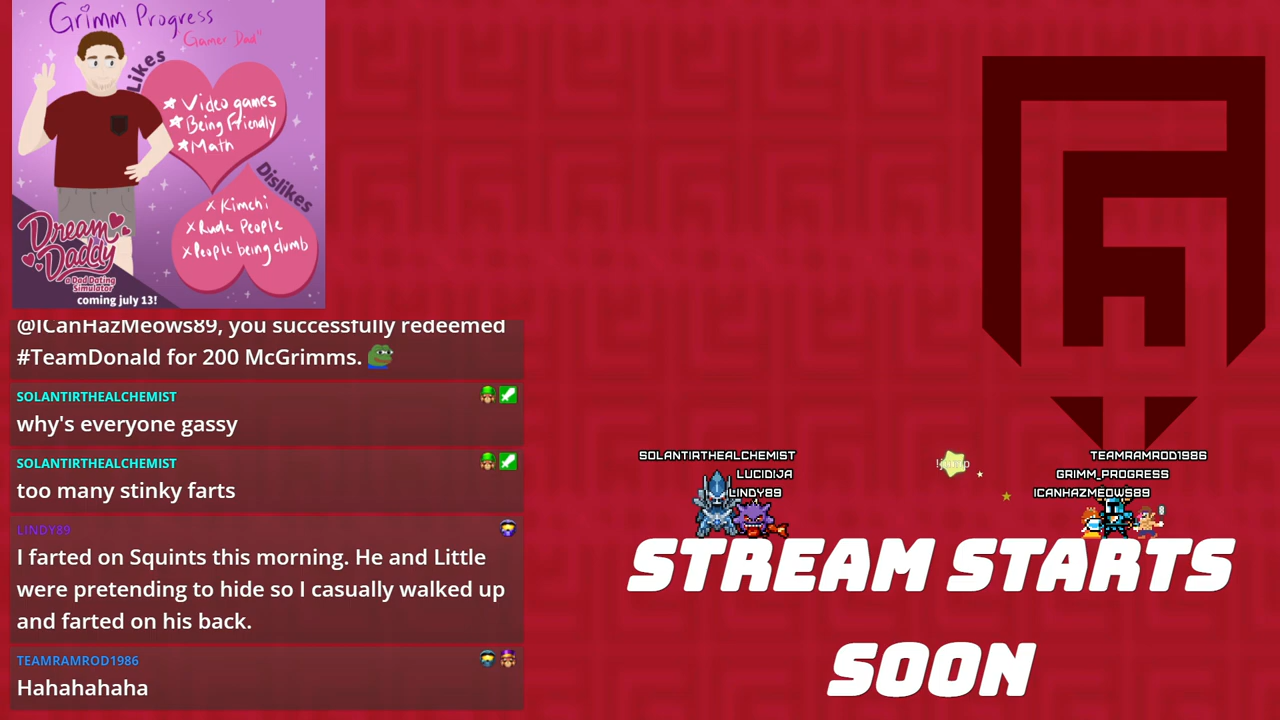 Grimm Progress
Gamer Dad"
Likes
★ Video games
★ Being Friendly
★ Math
Dislikes
x Kimchi
x Rude People
x People being dumb
Dream
Daddy
a Dad Dating
Simulator
coming july 13!
@ICanHazMeows89, you successfully redeemed
#TeamDonald for 200 McGrimms.
SOLANTIRTHEALCHEMIST
why's everyone gassy
SOLANTIRTHEALCHEMIST
too many stinky farts
LINDY89
I farted on Squints this morning. He and Little
were pretending to hide so I casually walked up
and farted on his back.
TEAMRAMROD1986
Hahahahaha
SOLANTIRTHEALCHEMIST
LUCIDIJA
LINDY89
!jump
TEAMRAMROD1986
GRIMM_PROGRESS
ICANHAZMEOWS89
STREAM STARTS
SOON